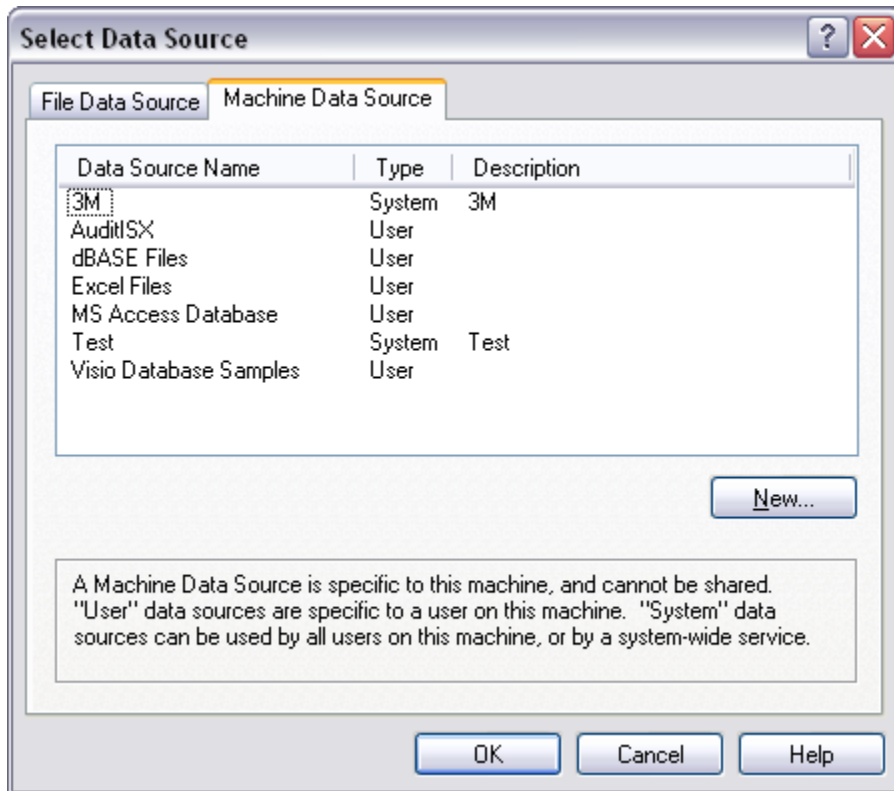 Select Data Source
?
File Data Source Machine Data Source
Data Source Name Type Description
3M System 3M
AuditISX User
dBASE Files User
Excel Files User
MS Access Database User
Test System Test
Visio Database Samples User
New...
A Machine Data Source is specific to this machine, and cannot be shared.
"User" data sources are specific to a user on this machine. "System" data
sources can be used by all users on this machine, or by a system-wide service.
OK Cancel Help